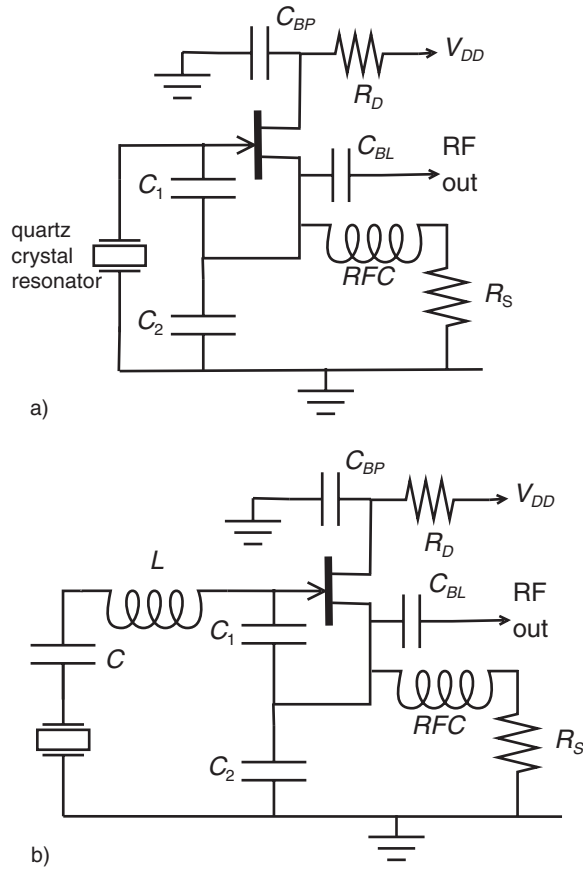 C_BP
V_DD
R_D
C_BL
RF
out
C_1
quartz
crystal
resonator
RFC
R_S
C_2
a)
C_BP
V_DD
R_D
L
C_BL
RF
out
C_1
C
RFC
R_S
C_2
b)